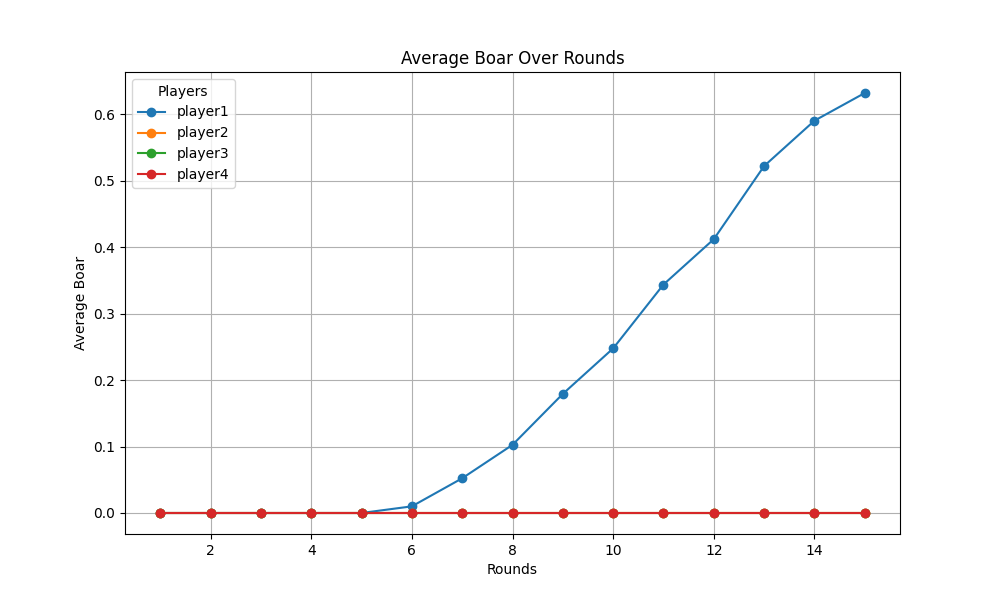 Average Boar Over Rounds
Players
player1
player2
player3
player4
Average Boar
0.6
0.5
0.4
0.3
0.2
0.1
0.0
2 4 6 8 10 12 14
Rounds